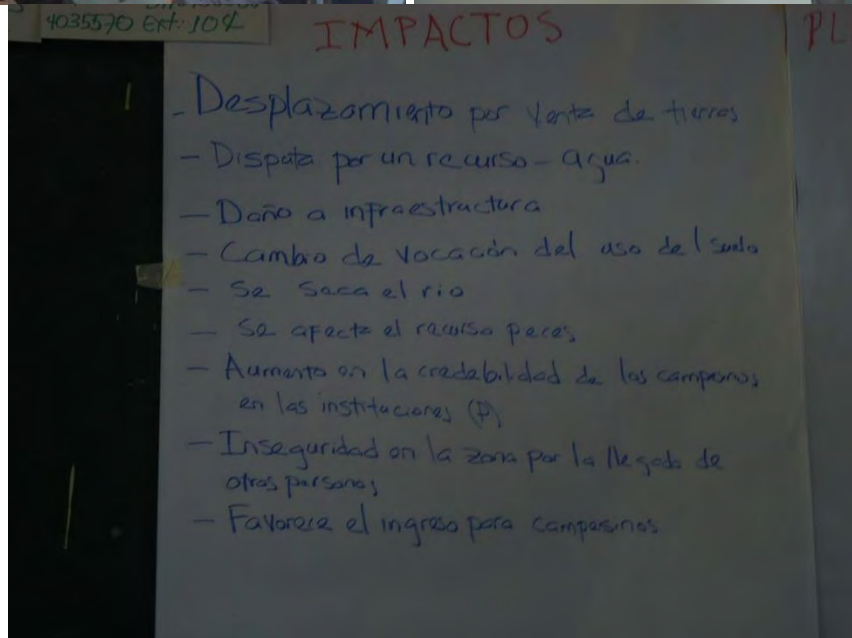 4035570 Ext: 104
IMPACTOS
PL
- Desplazamiento por Venta de tierras
- Disputa por un recurso - agua.
- Daño a infraestructura
- Cambio de vocación del uso del suelo
- Se seca el rio
- Se afecta el recurso peces
- Aumento en la credebilidad de los campesinos
en las instituciones (P)
- Inseguridad en la zona por la llegada de
otras personas
- Favorece el ingreso para campesinos